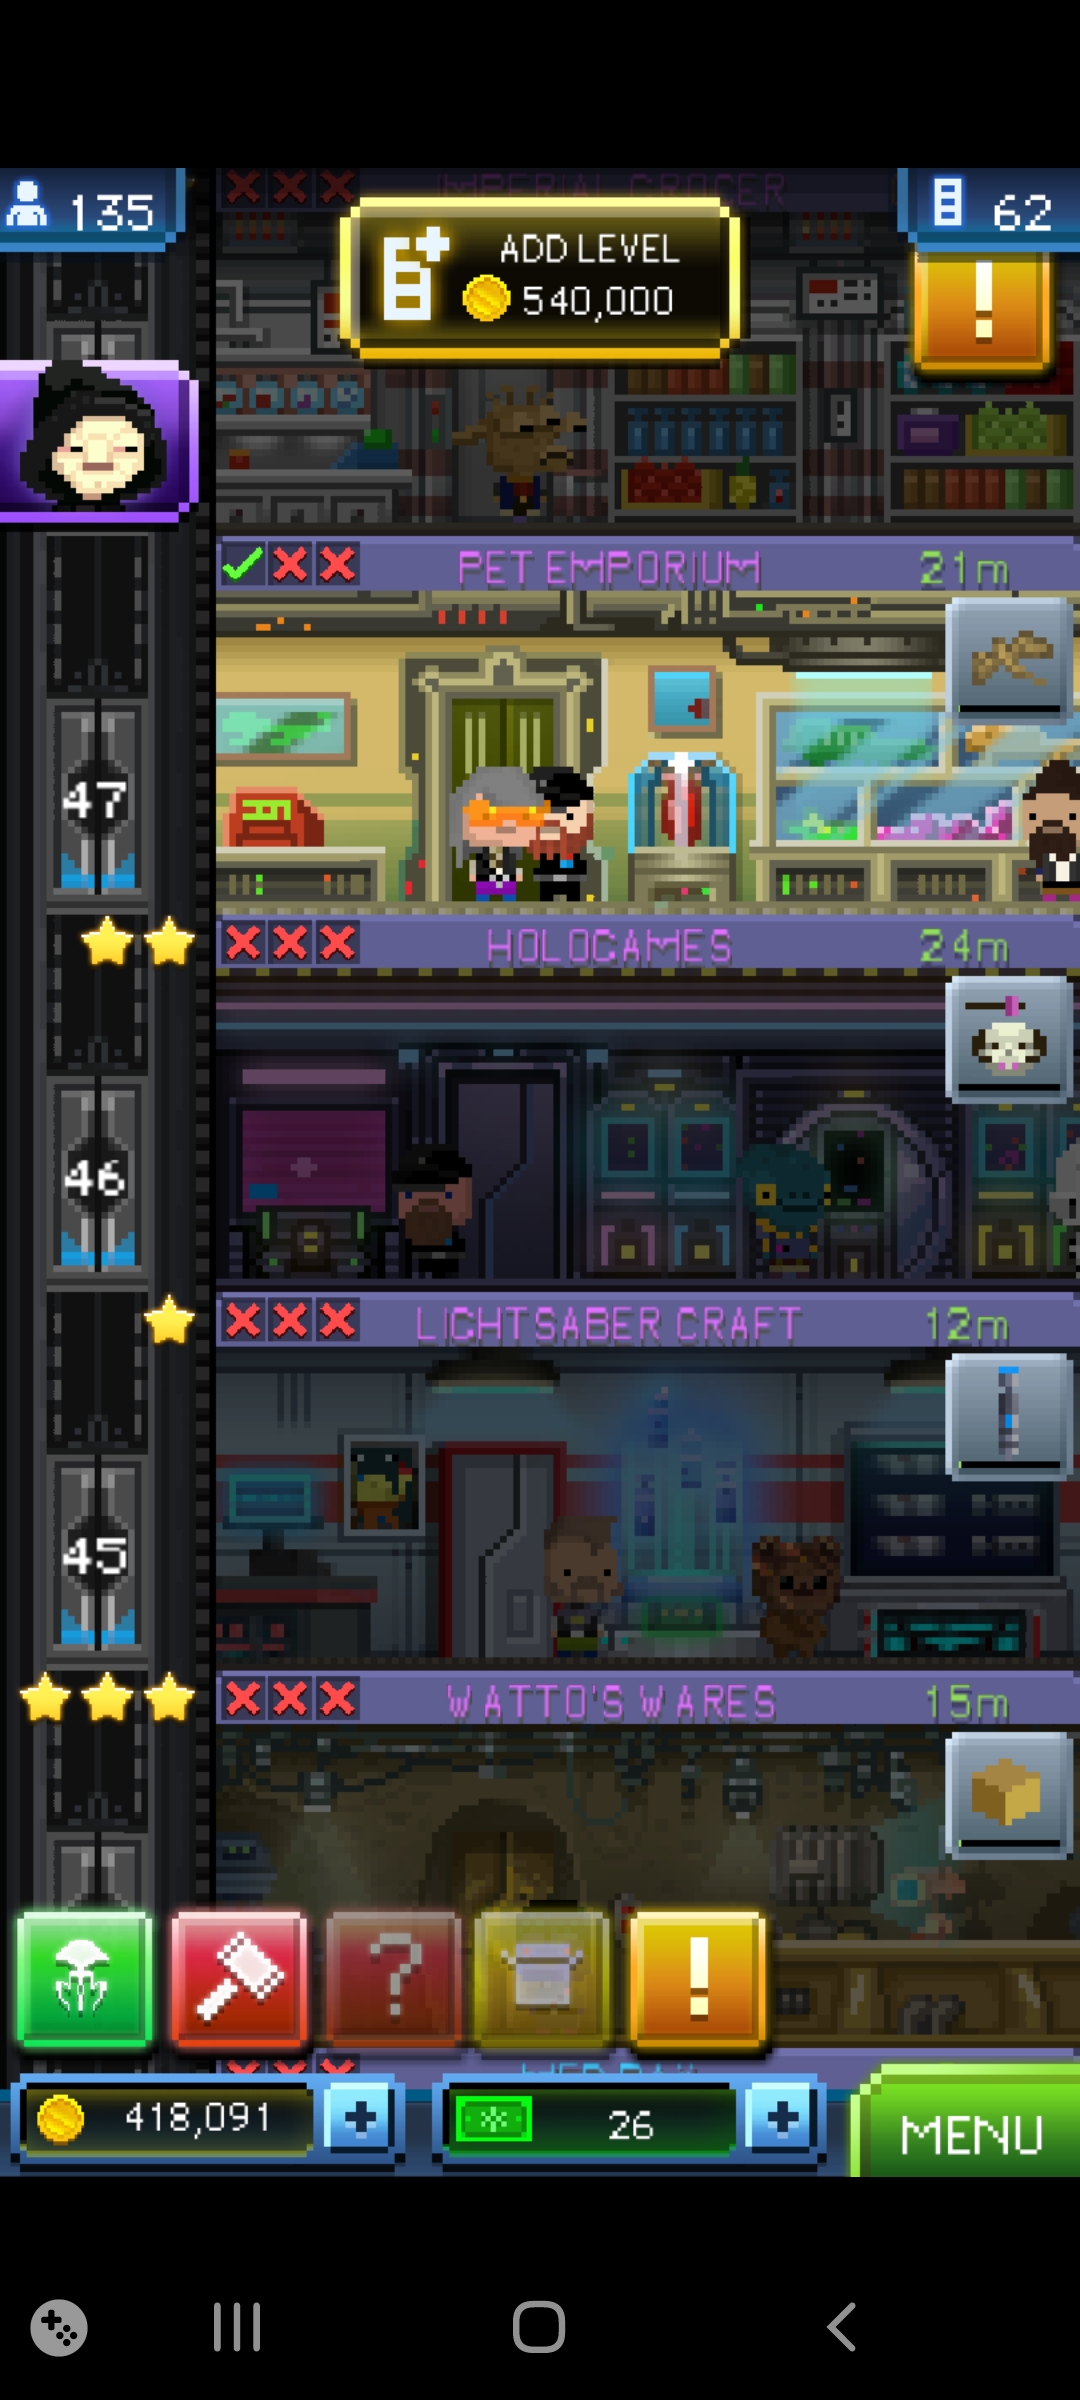 135
IMPERIAL GROCER
62
ADD LEVEL
540,000
!
PET EMPORIUM 21m
47
HOLOGAMES 24m
46
LIGHTSABER CRAFT 12m
45
WATTO'S WARES 15m
? !
418,091 + 26 + MENU